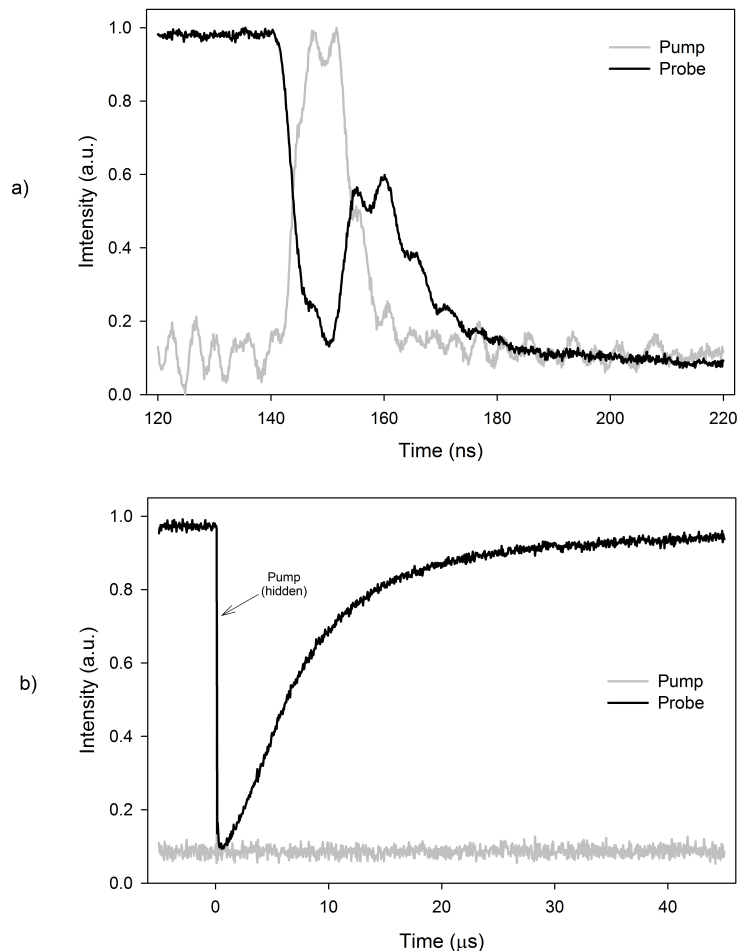 a)
Imtensity (a.u.)
1.0
0.8
0.6
0.4
0.2
0.0
Pump
Probe
120 140 160 180 200 220
Time (ns)
b)
Intensity (a.u.)
1.0
0.8
0.6
0.4
0.2
0.0
Pump
(hidden)
Pump
Probe
0 10 20 30 40
Time (μs)